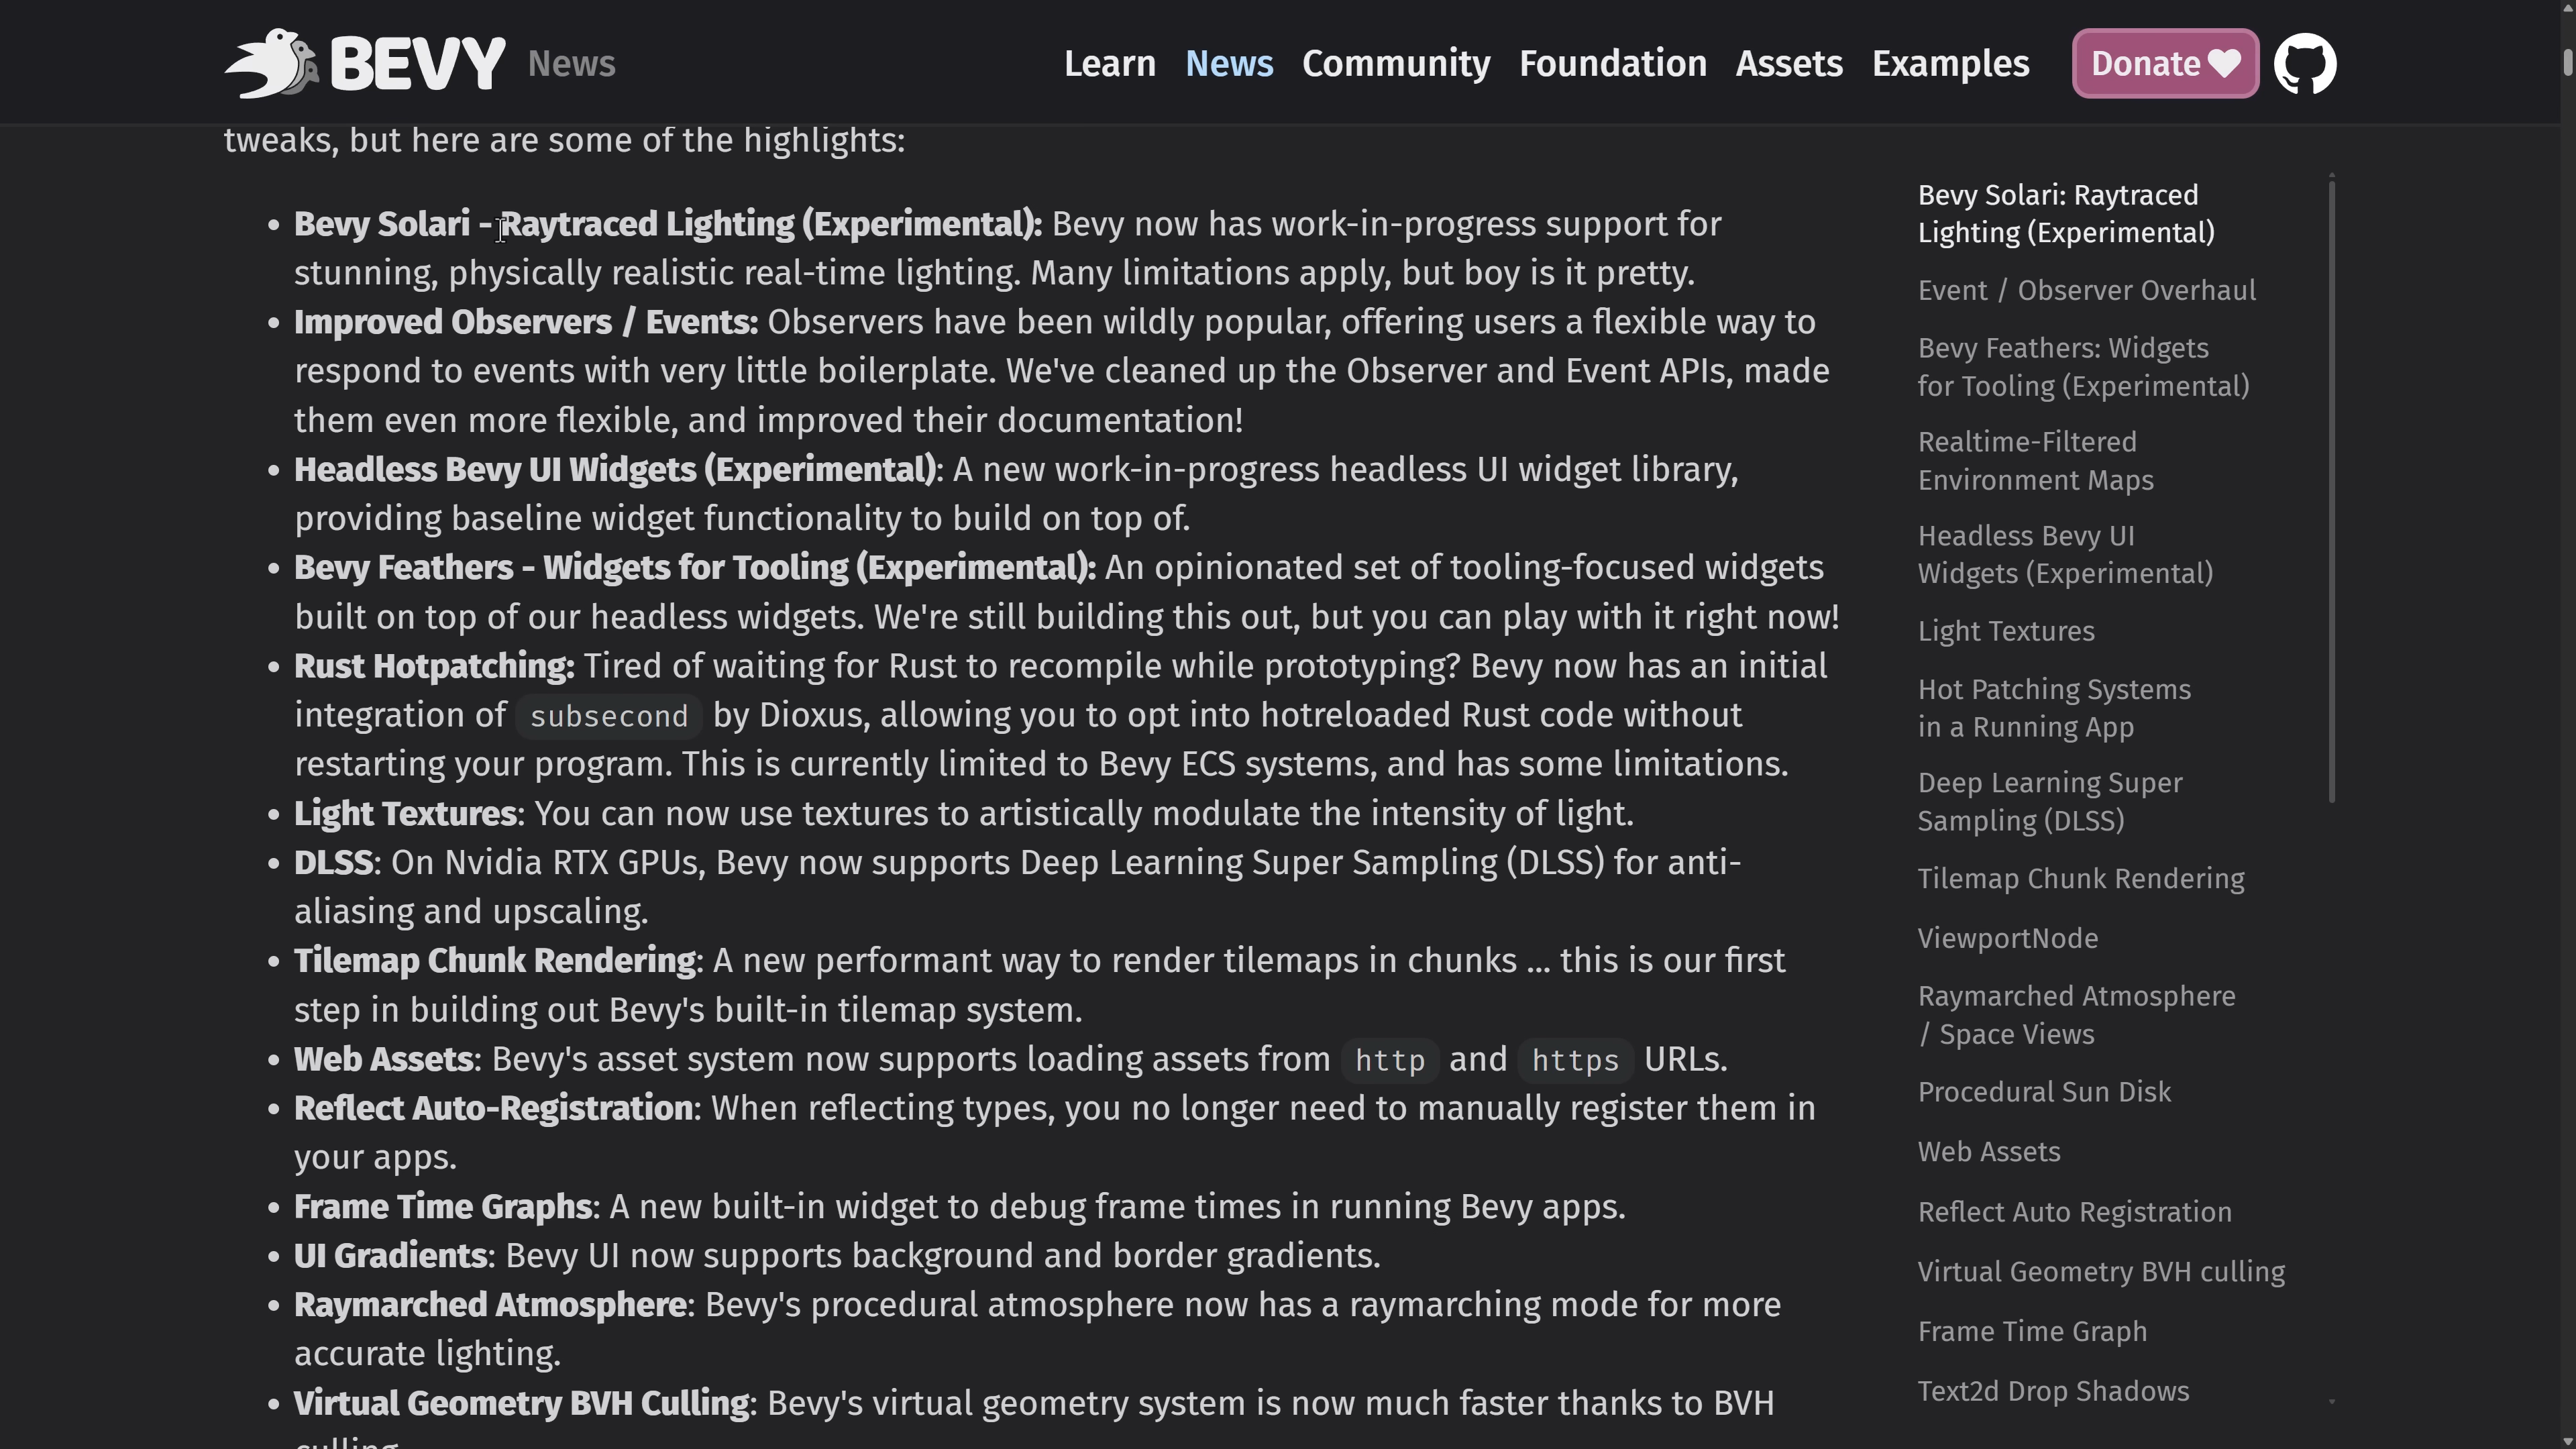 BEVY News
Learn News Community Foundation Assets Examples Donate
tweaks, but here are some of the highlights:
• Bevy Solari - Raytraced Lighting (Experimental): Bevy now has work-in-progress support for
stunning, physically realistic real-time lighting. Many limitations apply, but boy is it pretty.
• Improved Observers / Events: Observers have been wildly popular, offering users a flexible way to
respond to events with very little boilerplate. We've cleaned up the Observer and Event APIs, made
them even more flexible, and improved their documentation!
• Headless Bevy UI Widgets (Experimental): A new work-in-progress headless UI widget library,
providing baseline widget functionality to build on top of.
• Bevy Feathers - Widgets for Tooling (Experimental): An opinionated set of tooling-focused widgets
built on top of our headless widgets. We're still building this out, but you can play with it right now!
• Rust Hotpatching: Tired of waiting for Rust to recompile while prototyping? Bevy now has an initial
integration of subsecond by Dioxus, allowing you to opt into hotreloaded Rust code without
restarting your program. This is currently limited to Bevy ECS systems, and has some limitations.
• Light Textures: You can now use textures to artistically modulate the intensity of light.
• DLSS: On Nvidia RTX GPUs, Bevy now supports Deep Learning Super Sampling (DLSS) for anti-
aliasing and upscaling.
• Tilemap Chunk Rendering: A new performant way to render tilemaps in chunks ... this is our first
step in building out Bevy's built-in tilemap system.
• Web Assets: Bevy's asset system now supports loading assets from http and https URLs.
• Reflect Auto-Registration: When reflecting types, you no longer need to manually register them in
your apps.
• Frame Time Graphs: A new built-in widget to debug frame times in running Bevy apps.
• UI Gradients: Bevy UI now supports background and border gradients.
• Raymarched Atmosphere: Bevy's procedural atmosphere now has a raymarching mode for more
accurate lighting.
• Virtual Geometry BVH Culling: Bevy's virtual geometry system is now much faster thanks to BVH
culling
Bevy Solari: Raytraced
Lighting (Experimental)
Event / Observer Overhaul
Bevy Feathers: Widgets
for Tooling (Experimental)
Realtime-Filtered
Environment Maps
Headless Bevy UI
Widgets (Experimental)
Light Textures
Hot Patching Systems
in a Running App
Deep Learning Super
Sampling (DLSS)
Tilemap Chunk Rendering
ViewportNode
Raymarched Atmosphere
/ Space Views
Procedural Sun Disk
Web Assets
Reflect Auto Registration
Virtual Geometry BVH culling
Frame Time Graph
Text2d Drop Shadows